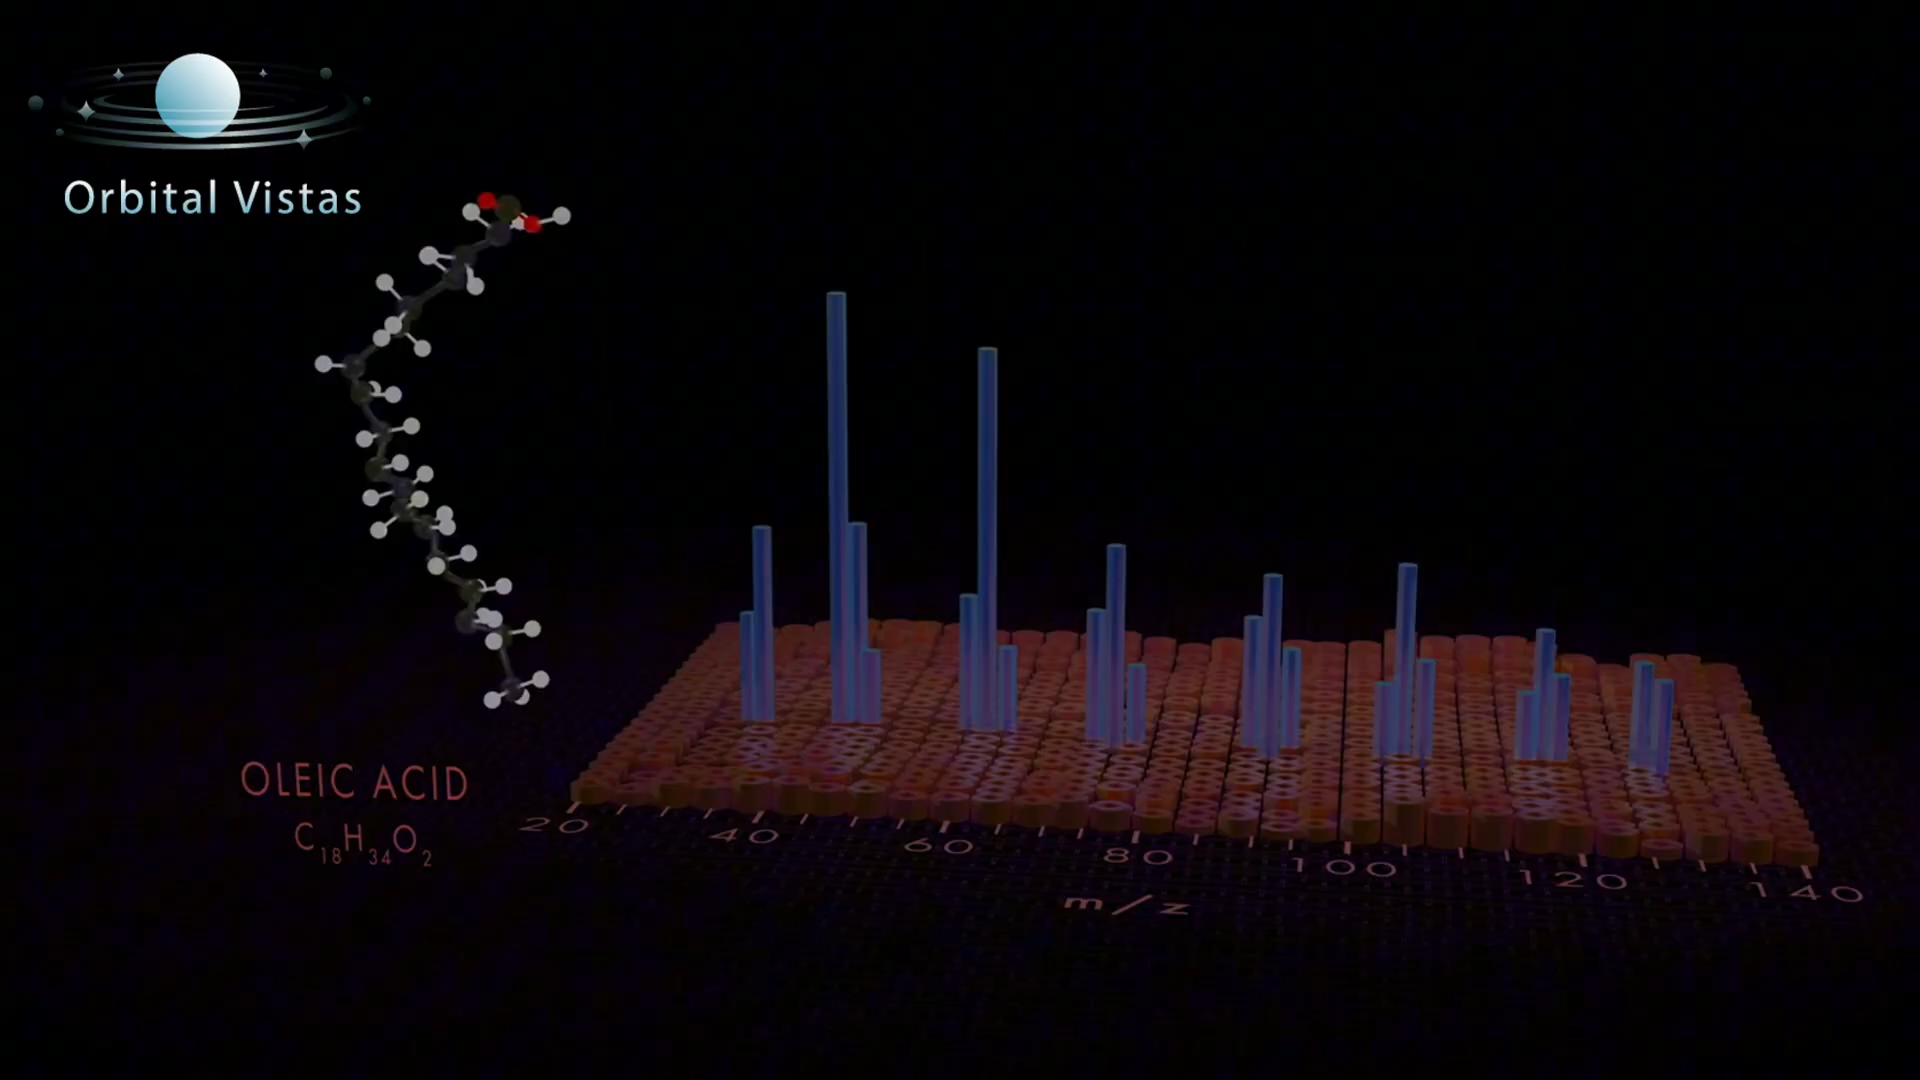 Orbital Vistas
OLEIC ACID
C₁₈H₃₄O₂
20 40 60 80 100 120 140
m/z